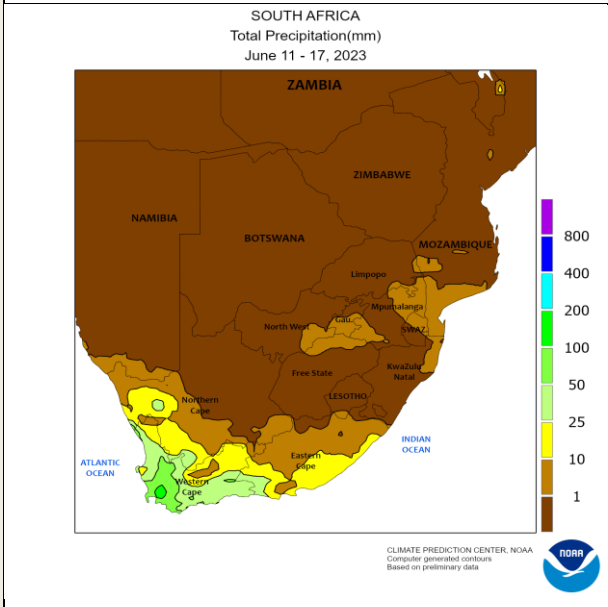 SOUTH AFRICA
Total Precipitation(mm)
June 11 - 17, 2023
ZAMBIA
ZIMBABWE
NAMIBIA
BOTSWANA
MOZAMBIQUE
Limpopo
Mpumalanga
Gau.
North West
SWAZ.
Free State
KwaZulu
Natal
LESOTHO
Northern
Cape
Eastern
Cape
Western
Cape
ATLANTIC
OCEAN
INDIAN
OCEAN
800
400
200
100
50
25
10
1
CLIMATE PREDICTION CENTER, NOAA
Computer generated contours
Based on preliminary data
NOAA